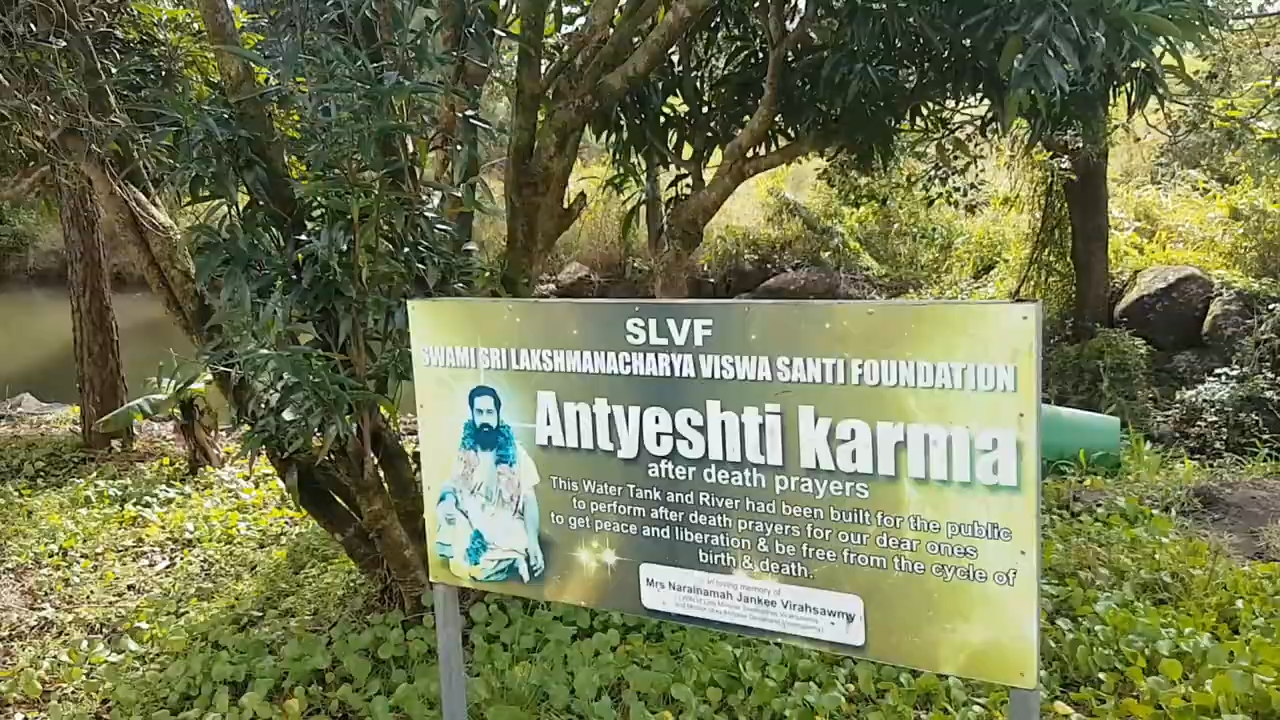 SLVF
SWAMI SRI LAKSHMANACHARYA VISWA SANTI FOUNDATION
Antyeshti karma
after death prayers
This Water Tank and River had been built for the public
to perform after death prayers for our dear ones
to get peace and liberation & be free from the cycle of
birth & death.
In loving memory of
Mrs Narainamah Jankee Virahsawmy